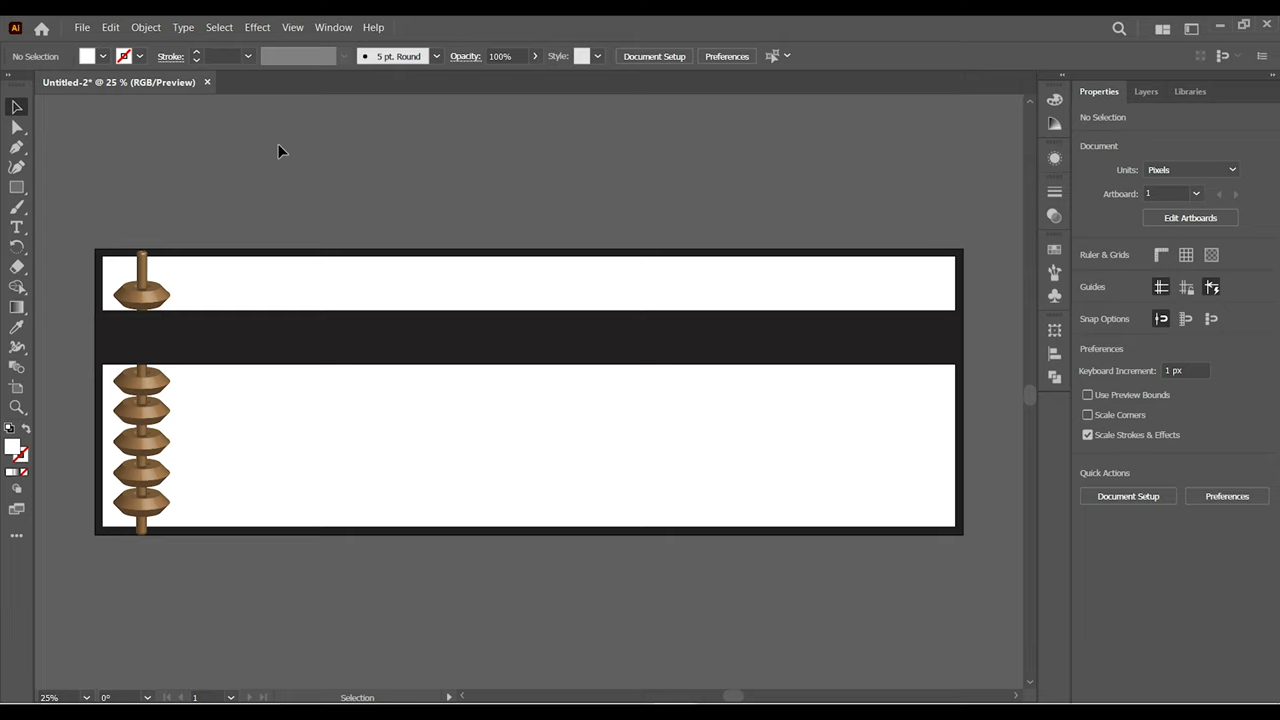 Ai File Edit Object Type Select Effect View Window Help
No Selection Stroke: 5 pt. Round Opacity: 100% Style: Document Setup Preferences
Untitled-2* @ 25 % (RGB/Preview) ×
Properties Layers Libraries
No Selection
Document
Units: Pixels
Artboard: 1
Edit Artboards
Ruler & Grids
Guides
Snap Options
Preferences
Keyboard Increment: 1 px
Use Preview Bounds
Scale Corners
Scale Strokes & Effects
Quick Actions
Document Setup Preferences
25% 0° 1 Selection